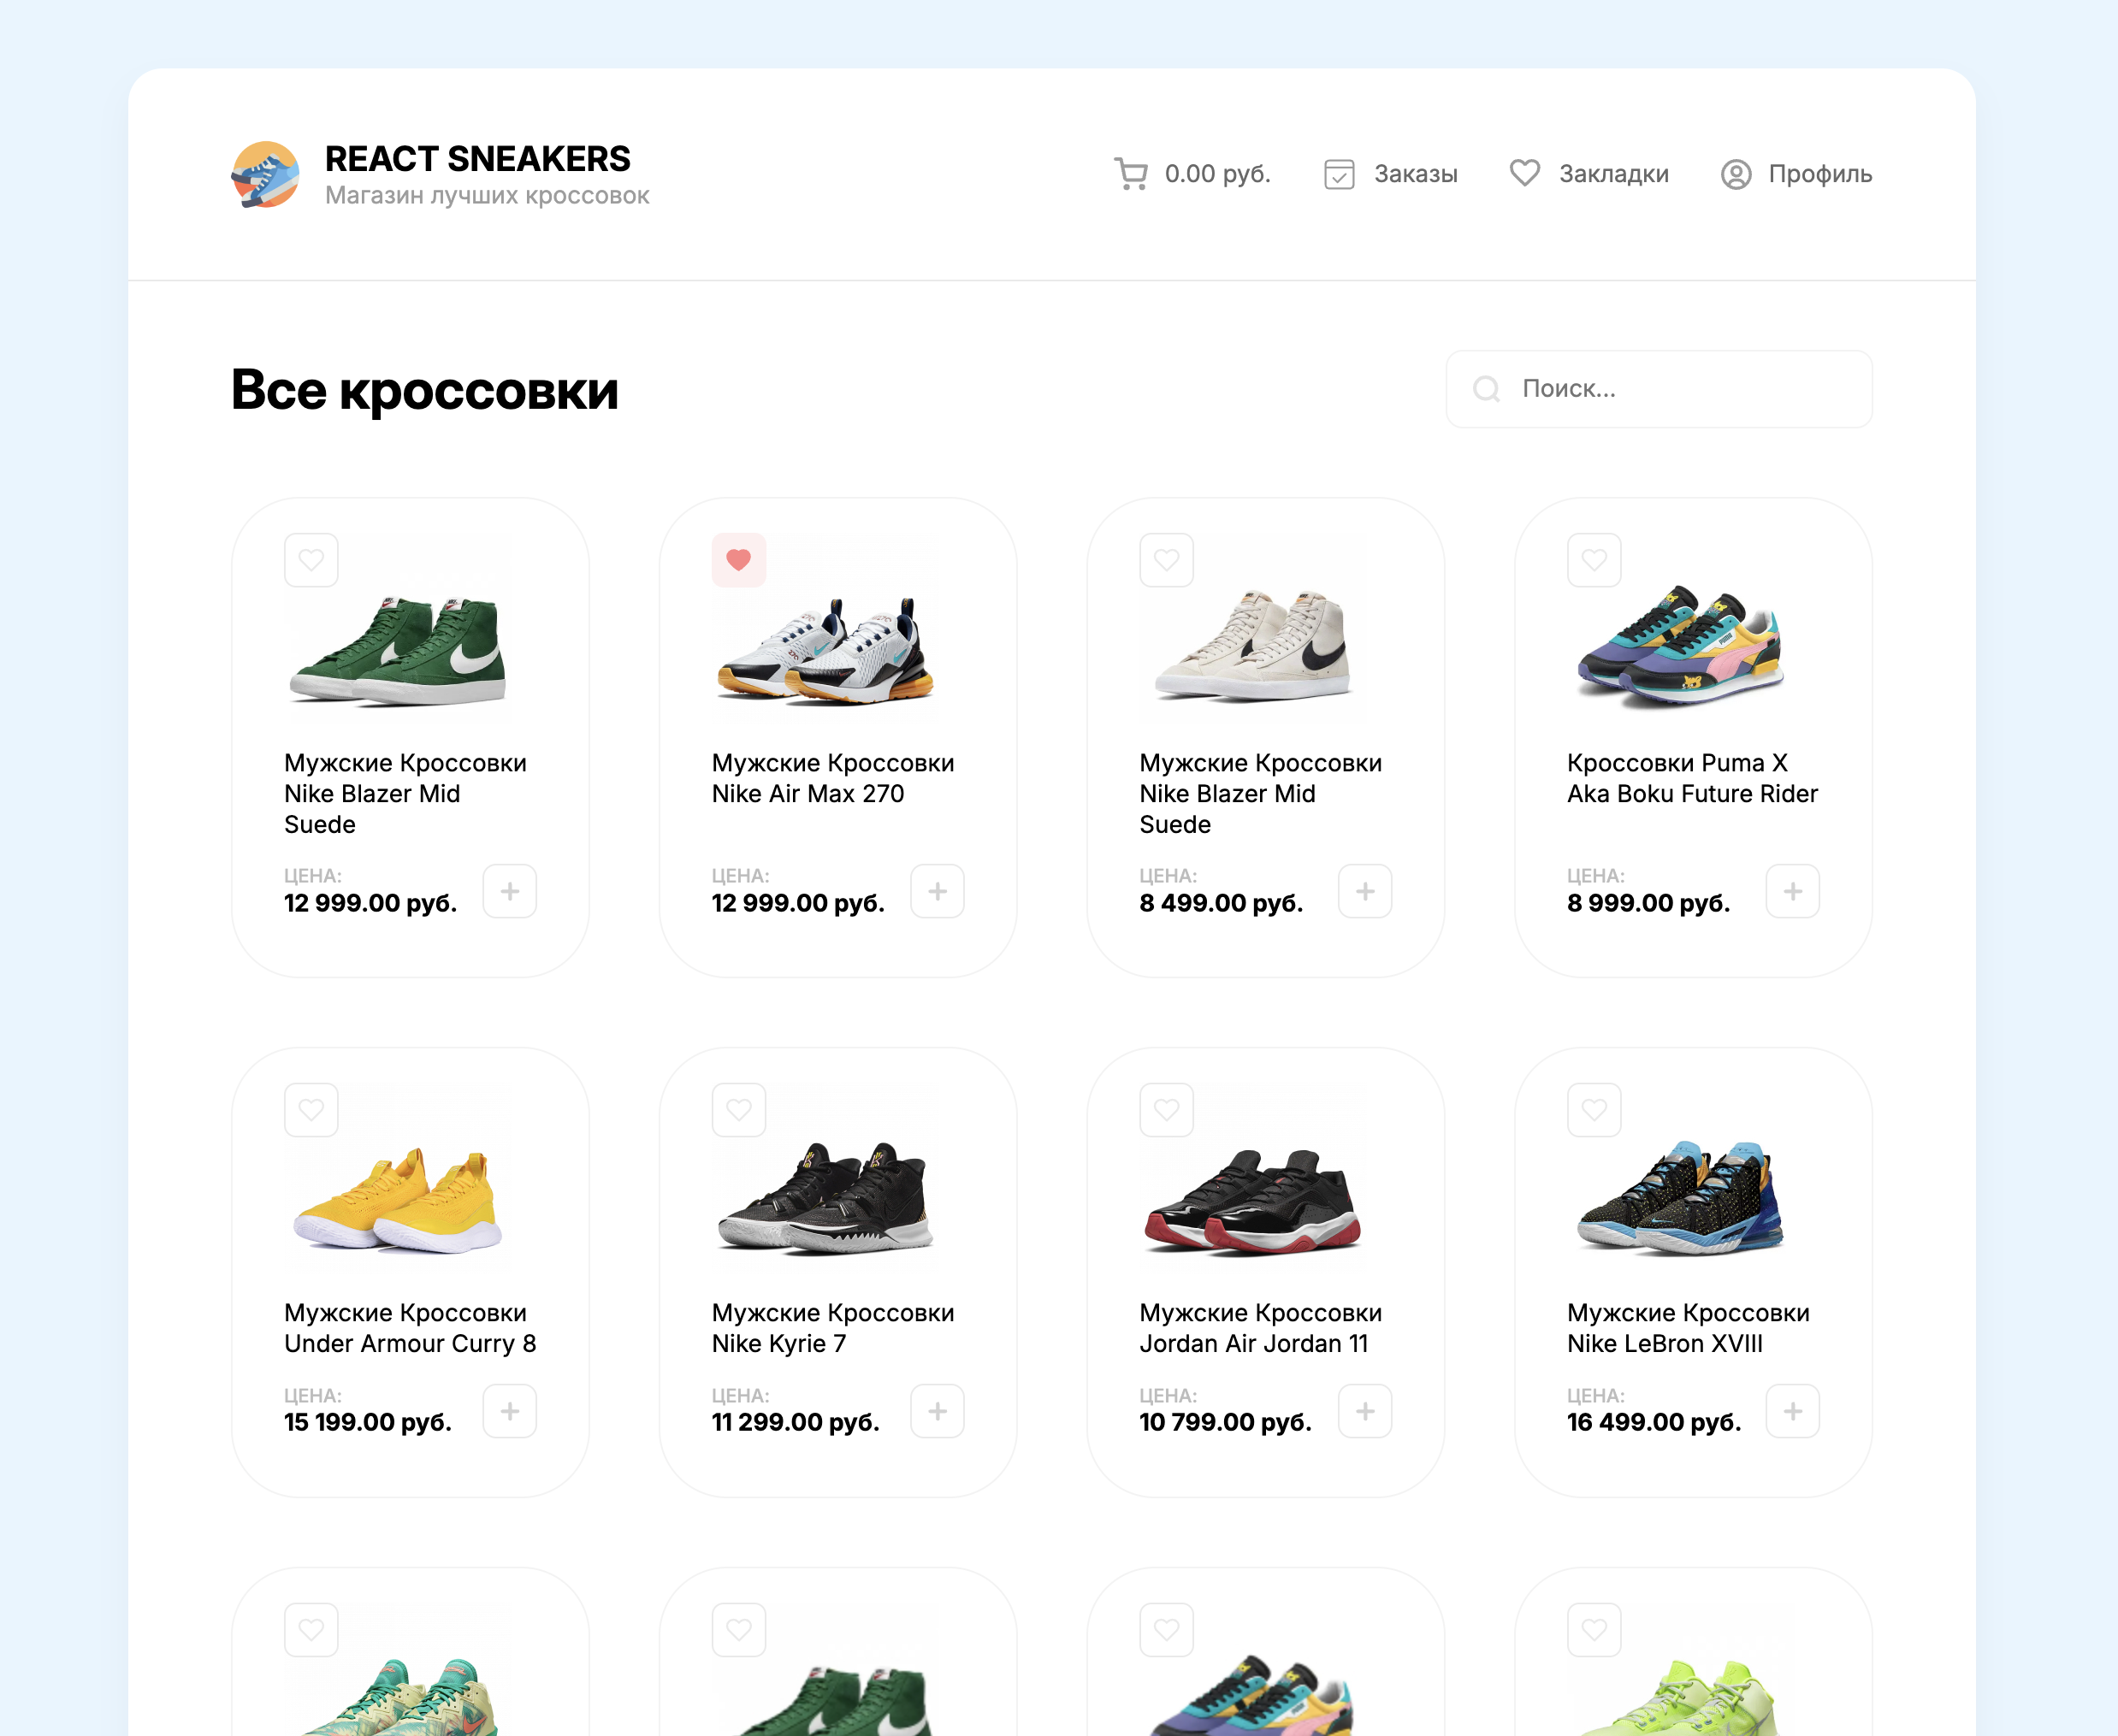 REACT SNEAKERS
Магазин лучших кроссовок
0.00 руб.
Заказы
Закладки
Профиль
Все кроссовки
Поиск...
Мужские Кроссовки
Nike Blazer Mid
Suede
ЦЕНА:
12 999.00 руб.
Мужские Кроссовки
Nike Air Max 270
ЦЕНА:
12 999.00 руб.
Мужские Кроссовки
Nike Blazer Mid
Suede
ЦЕНА:
8 499.00 руб.
Кроссовки Puma X
Aka Boku Future Rider
ЦЕНА:
8 999.00 руб.
Мужские Кроссовки
Under Armour Curry 8
ЦЕНА:
15 199.00 руб.
Мужские Кроссовки
Nike Kyrie 7
ЦЕНА:
11 299.00 руб.
Мужские Кроссовки
Jordan Air Jordan 11
ЦЕНА:
10 799.00 руб.
Мужские Кроссовки
Nike LeBron XVIII
ЦЕНА:
16 499.00 руб.